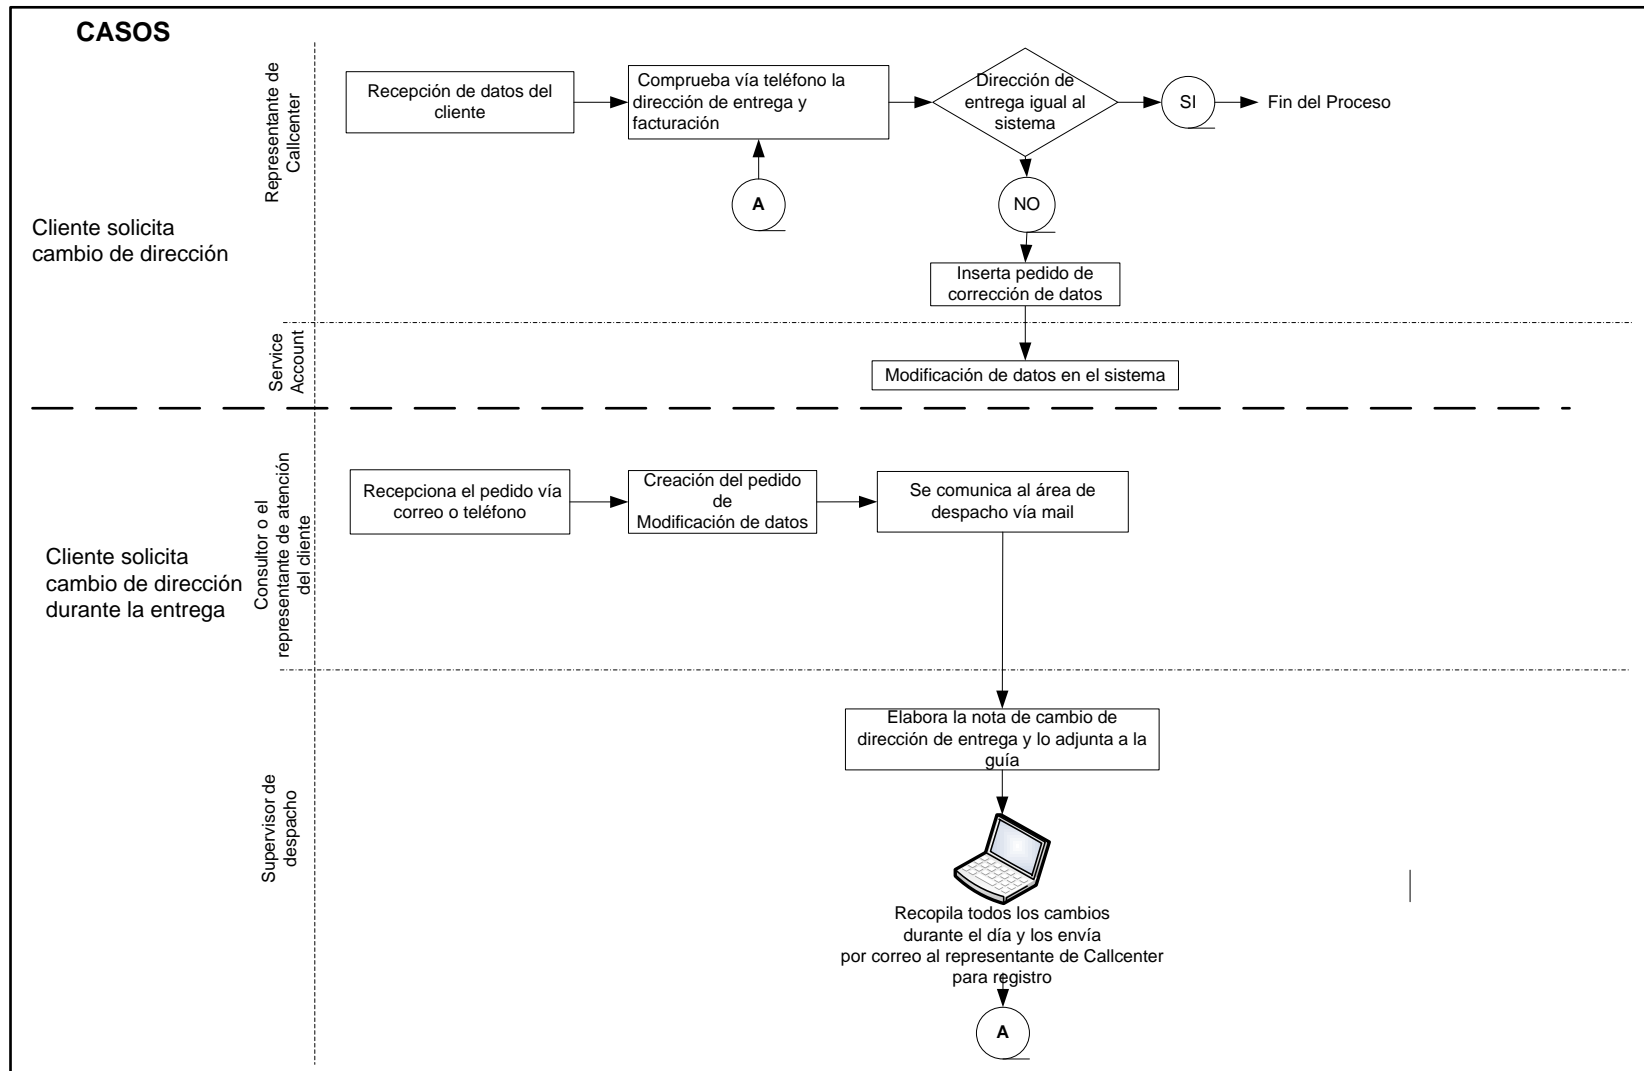 CASOS
Representante de
Callcenter
Recepción de datos del
cliente
Comprueba vía teléfono la
dirección de entrega y
facturación
Dirección de
entrega igual al
sistema
SI
Fin del Proceso
A
NO
Cliente solicita
cambio de dirección
Inserta pedido de
corrección de datos
Service
Account
Modificación de datos en el sistema
Consultor o el
representante de atención
del cliente
Recepciona el pedido vía
correo o teléfono
Creación del pedido
de
Modificación de datos
Se comunica al área de
despacho vía mail
Cliente solicita
cambio de dirección
durante la entrega
Supervisor de
despacho
Elabora la nota de cambio de
dirección de entrega y lo adjunta a la
guía
Recopila todos los cambios
durante el día y los envía
por correo al representante de Callcenter
para registro
A